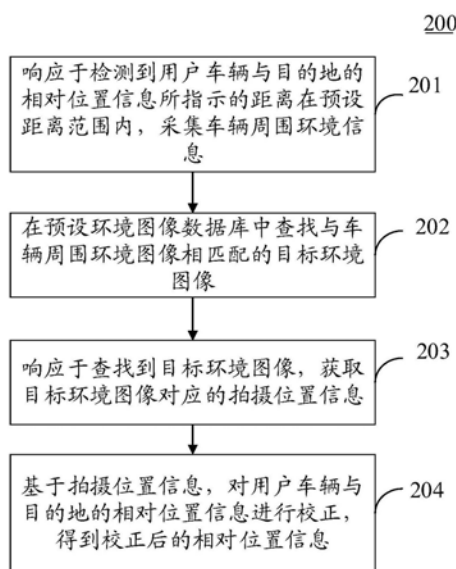 200
响应于检测到用户车辆与目的地的
相对位置信息所指示的距离在预设
距离范围内，采集车辆周围环境信
息
201
在预设环境图像数据库中查找与车
辆周围环境图像相匹配的目标环境
图像
202
响应于查找到目标环境图像，获取
目标环境图像对应的拍摄位置信息
203
基于拍摄位置信息，对用户车辆与
目的地的相对位置信息进行校正，
得到校正后的相对位置信息
204